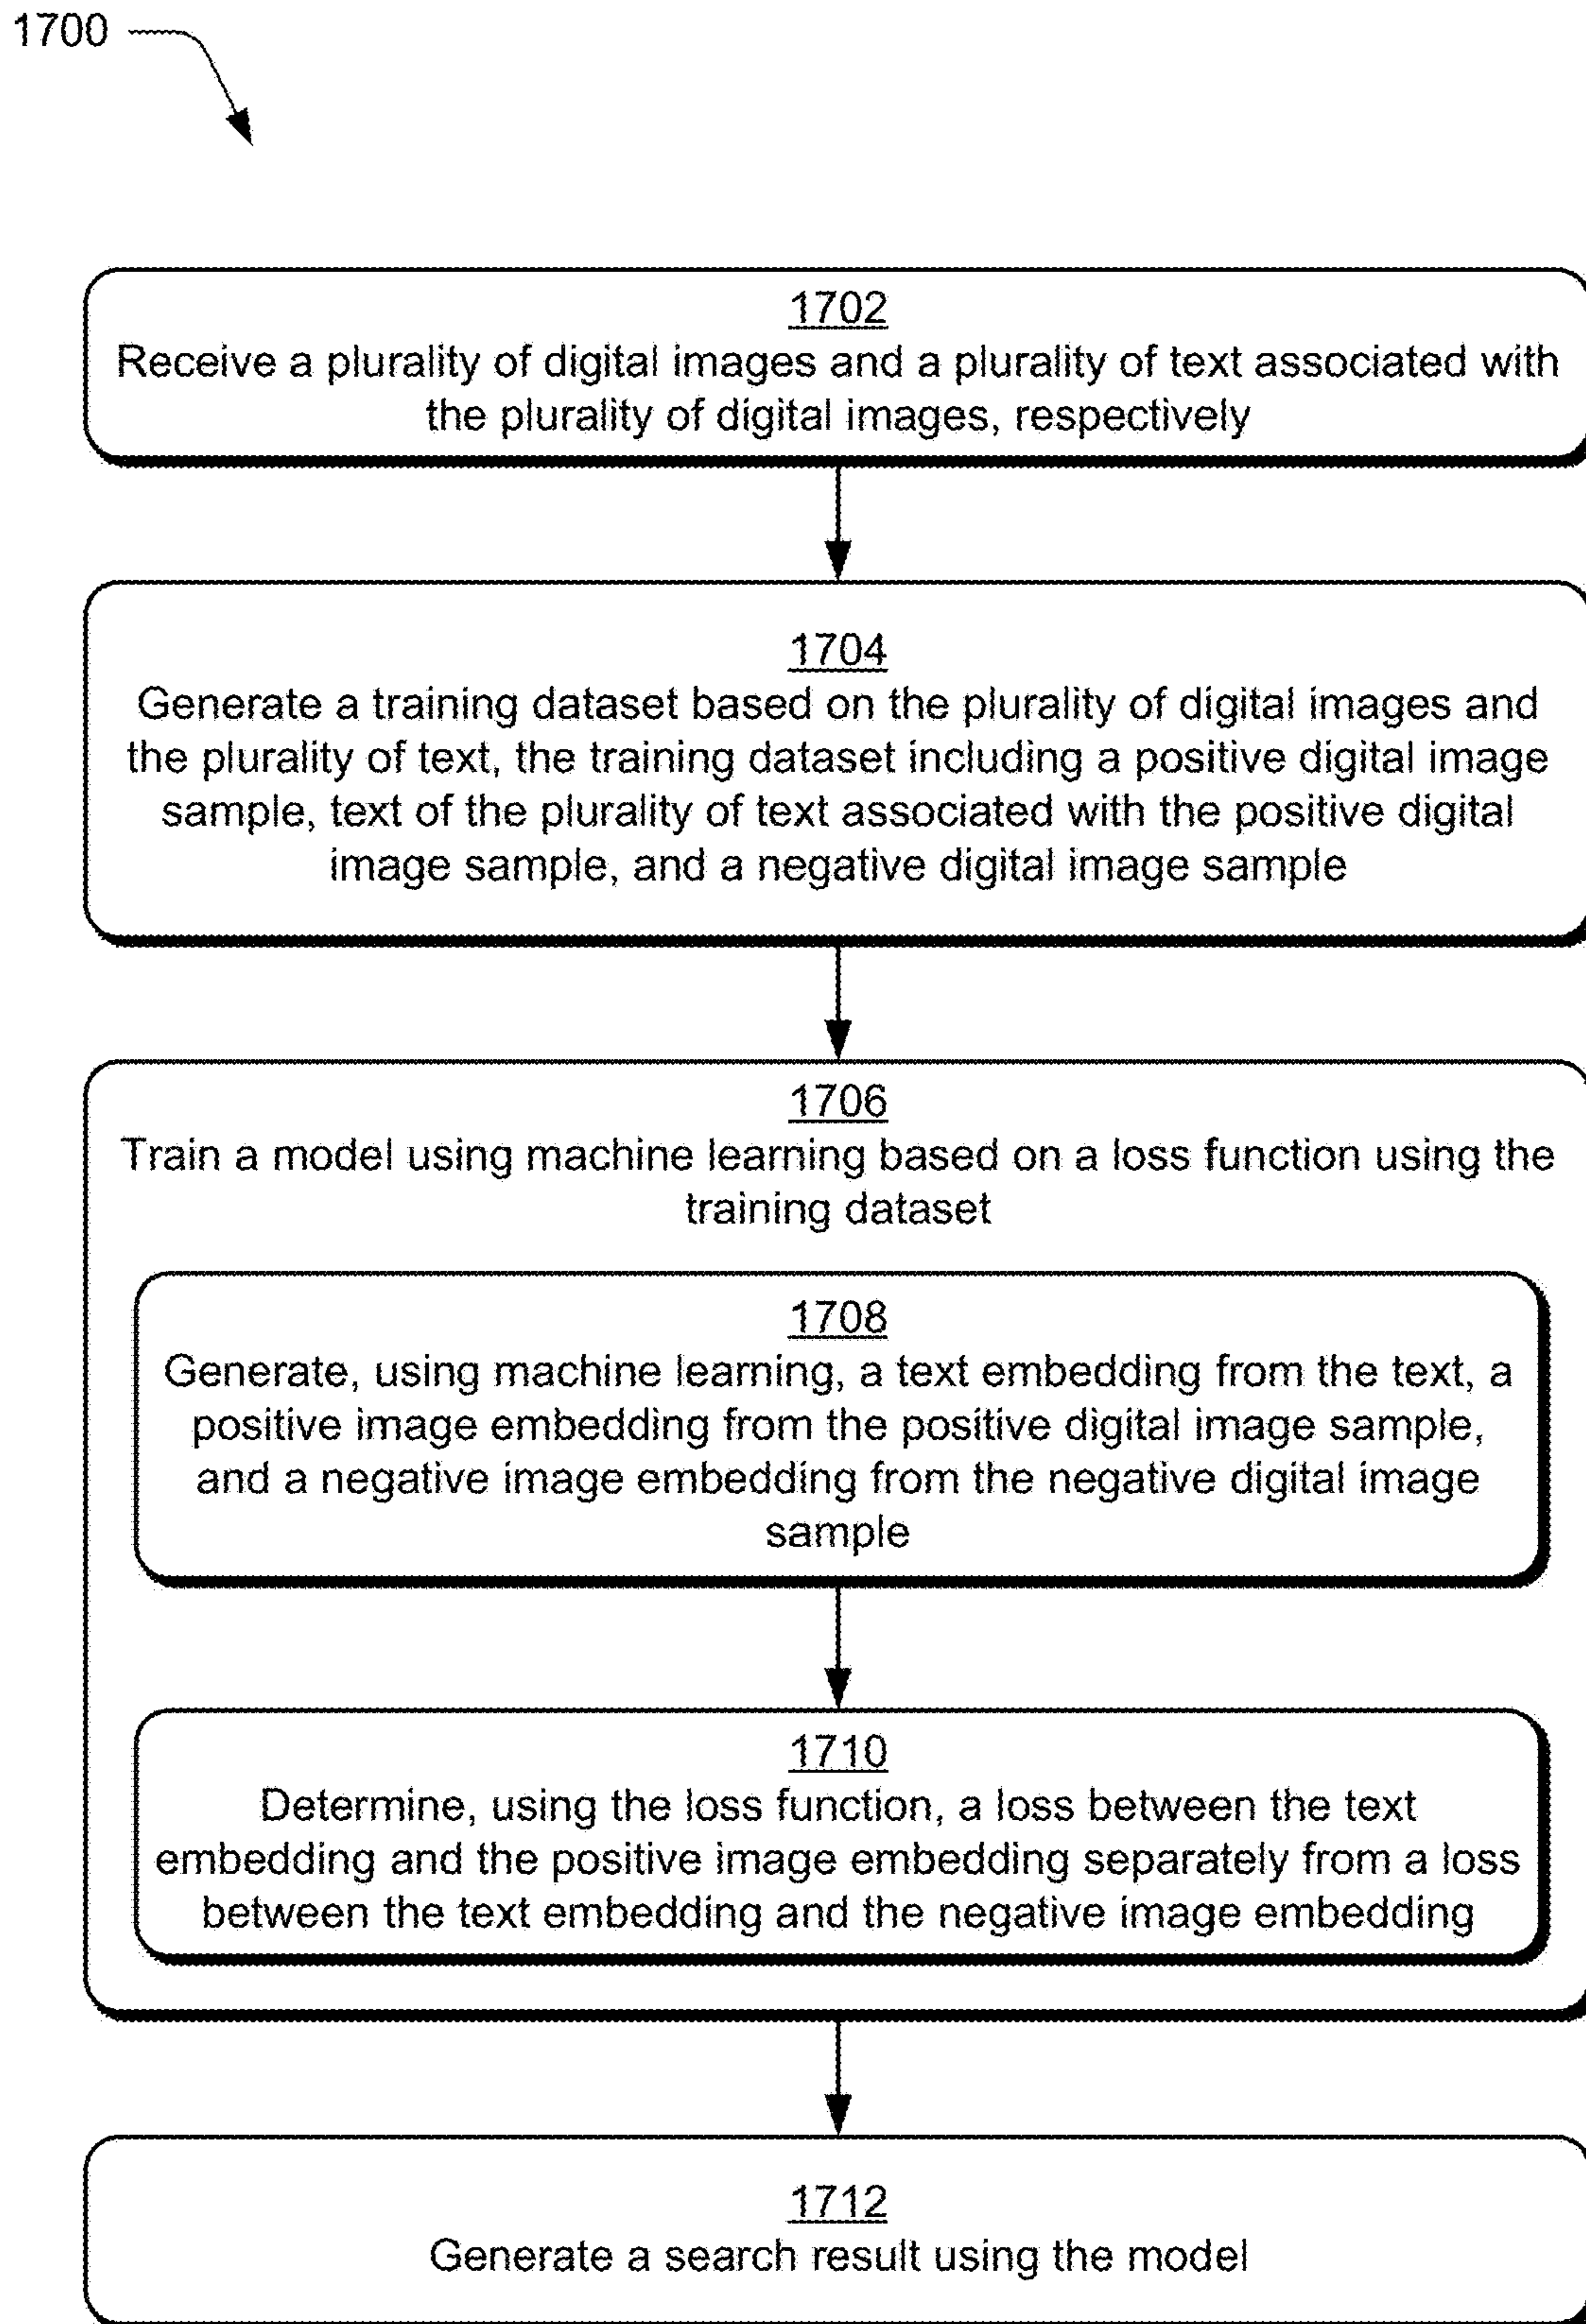 1700
1702
Receive a plurality of digital images and a plurality of text associated with
the plurality of digital images, respectively
1704
Generate a training dataset based on the plurality of digital images and
the plurality of text, the training dataset including a positive digital image
sample, text of the plurality of text associated with the positive digital
image sample, and a negative digital image sample
1706
Train a model using machine learning based on a loss function using the
training dataset
1708
Generate, using machine learning, a text embedding from the text, a
positive image embedding from the positive digital image sample,
and a negative image embedding from the negative digital image
sample
1710
Determine, using the loss function, a loss between the text
embedding and the positive image embedding separately from a loss
between the text embedding and the negative image embedding
1712
Generate a search result using the model